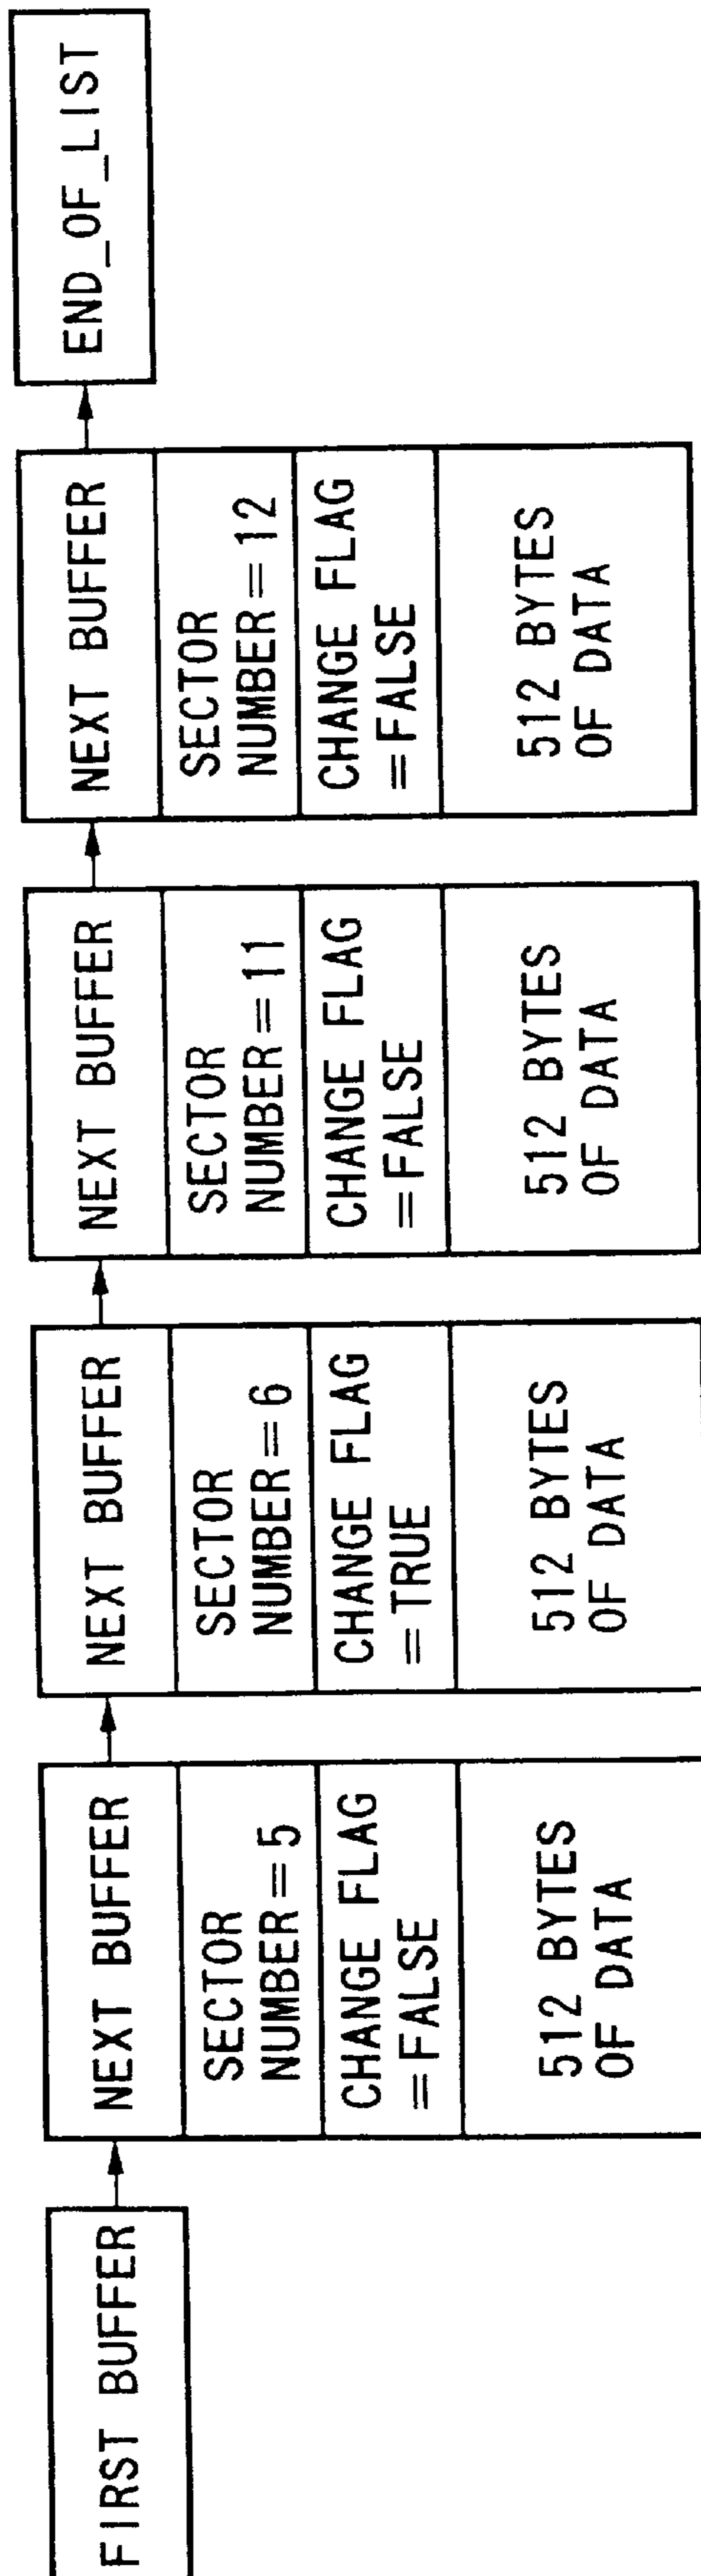 FIRST BUFFER
NEXT BUFFER
SECTOR
NUMBER=5
CHANGE FLAG
=FALSE
512 BYTES
OF DATA
NEXT BUFFER
SECTOR
NUMBER=6
CHANGE FLAG
=TRUE
512 BYTES
OF DATA
NEXT BUFFER
SECTOR
NUMBER=11
CHANGE FLAG
=FALSE
512 BYTES
OF DATA
NEXT BUFFER
SECTOR
NUMBER=12
CHANGE FLAG
=FALSE
512 BYTES
OF DATA
END_OF_LIST